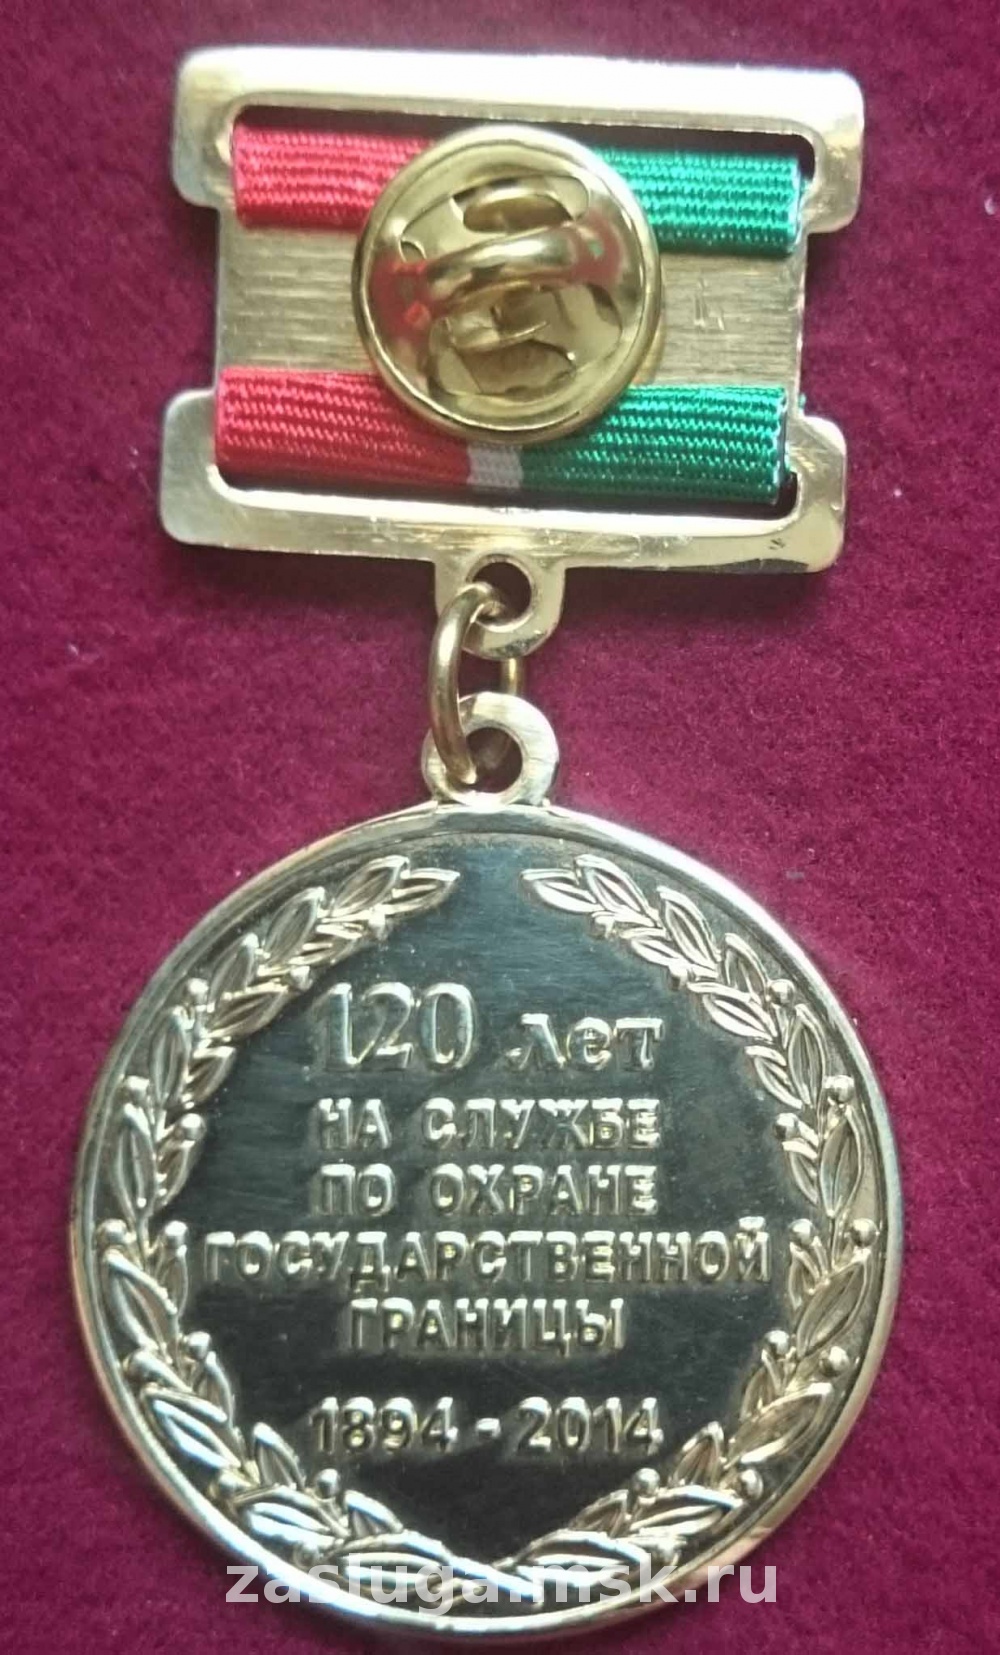 120 лет
НА СЛУЖБЕ
ПО ОХРАНЕ
ГОСУДАРСТВЕННОЙ
ГРАНИЦЫ
1894 - 2014
zasluga.msk.ru